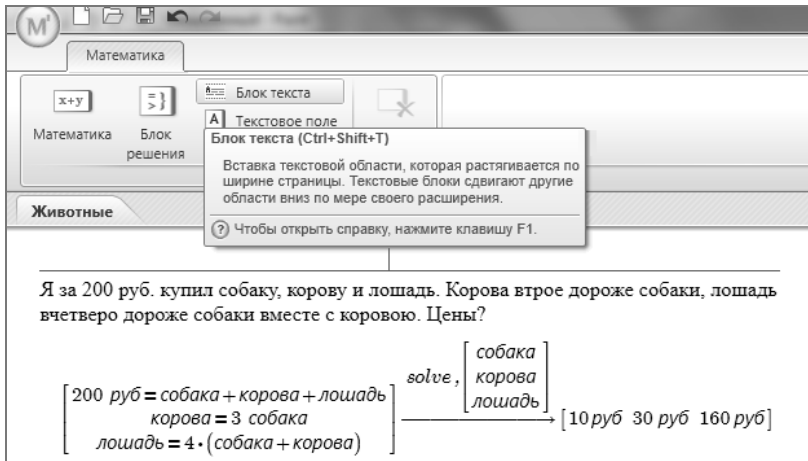 Математика
x+y
Математика
Блок решения
Блок текста
Текстовое поле
Блок текста (Ctrl+Shift+T)
Вставка текстовой области, которая растягивается по
ширине страницы. Текстовые блоки сдвигают другие
области вниз по мере своего расширения.
Чтобы открыть справку, нажмите клавишу F1.
Животные
Я за 200 руб. купил собаку, корову и лошадь. Корова втрое дороже собаки, лошадь
вчетверо дороже собаки вместе с коровою. Цены?
200 руб = собака + корова + лошадь
корова = 3 собака
лошадь = 4 · (собака + корова)
solve ,
собака
корова
лошадь
[10 руб 30 руб 160 руб]